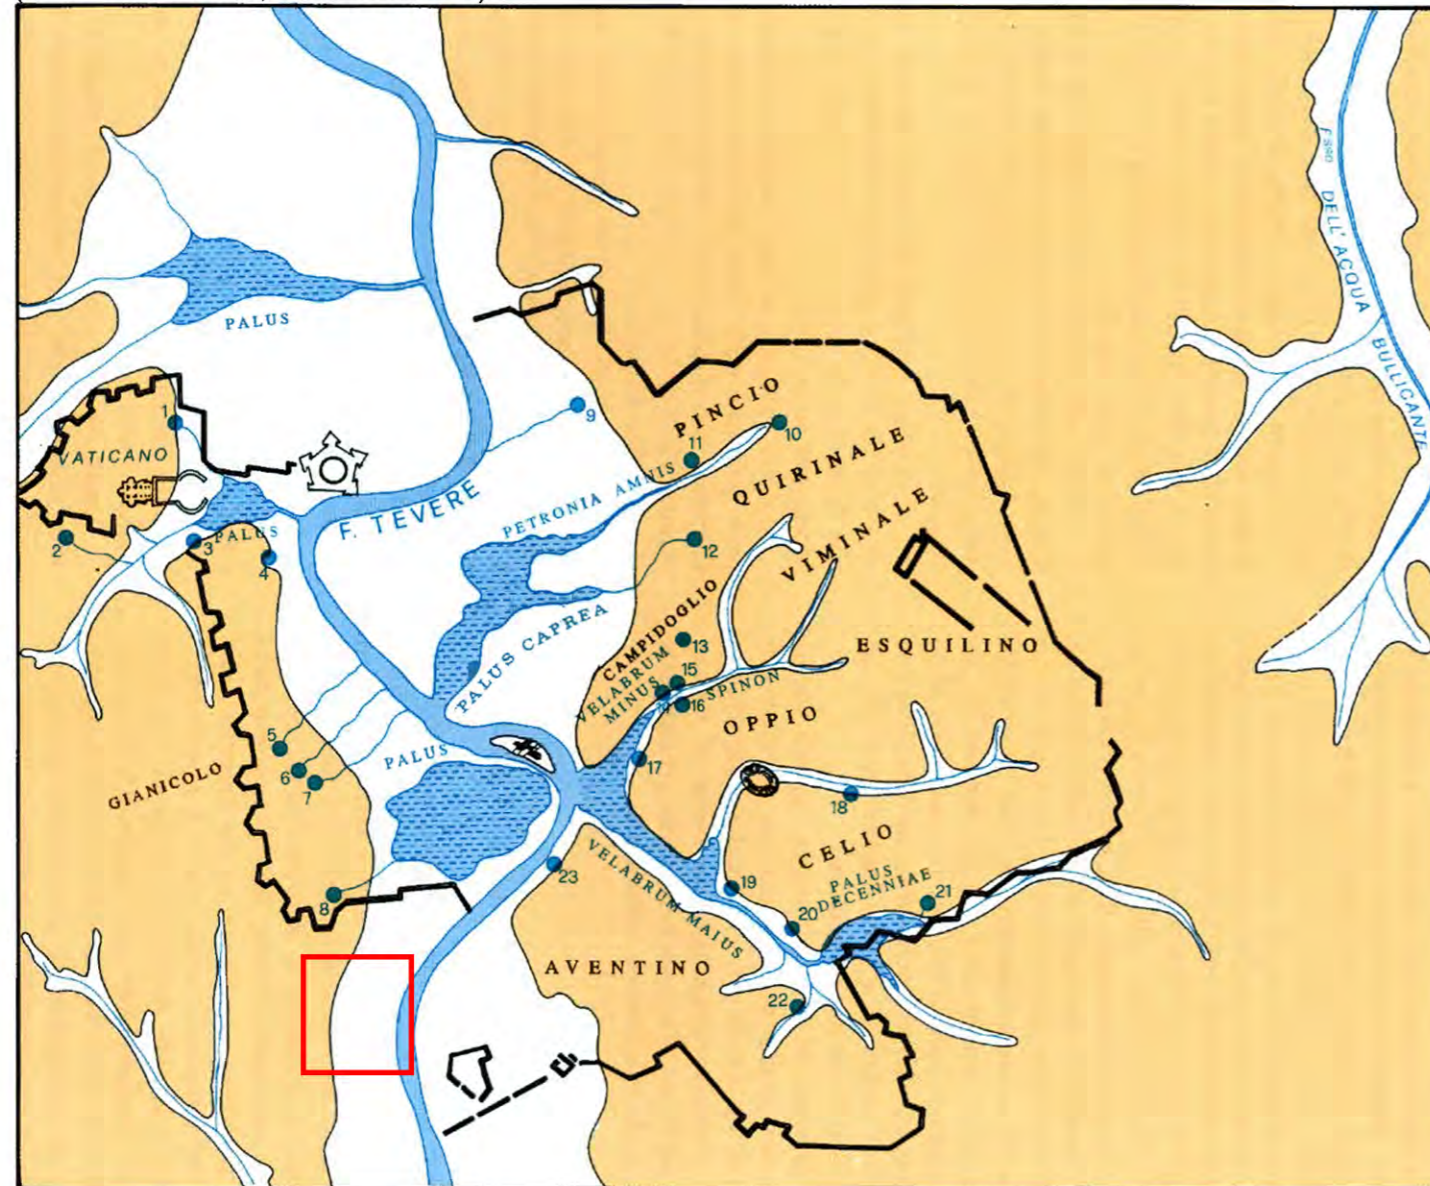 FSSO
DELL' ACQUA
BULLICANTE
PALUS
1
VATICANO
9
PINCIO
10
11
QUIRINALE
PETRONIA AMNIS
F. TEVERE
VIMINALE
2
3
PALUS
4
12
PALUS CAPREA
CAMPIDOGLIO
13
ESQUILINO
VELABRUM
MINUS
15
16
SPINON
OPPIO
5
6
7
PALUS
GIANICOLO
17
18
CELIO
23
VELABRUM MAIUS
19
PALUS
DECENNIAE
20
21
8
AVENTINO
22